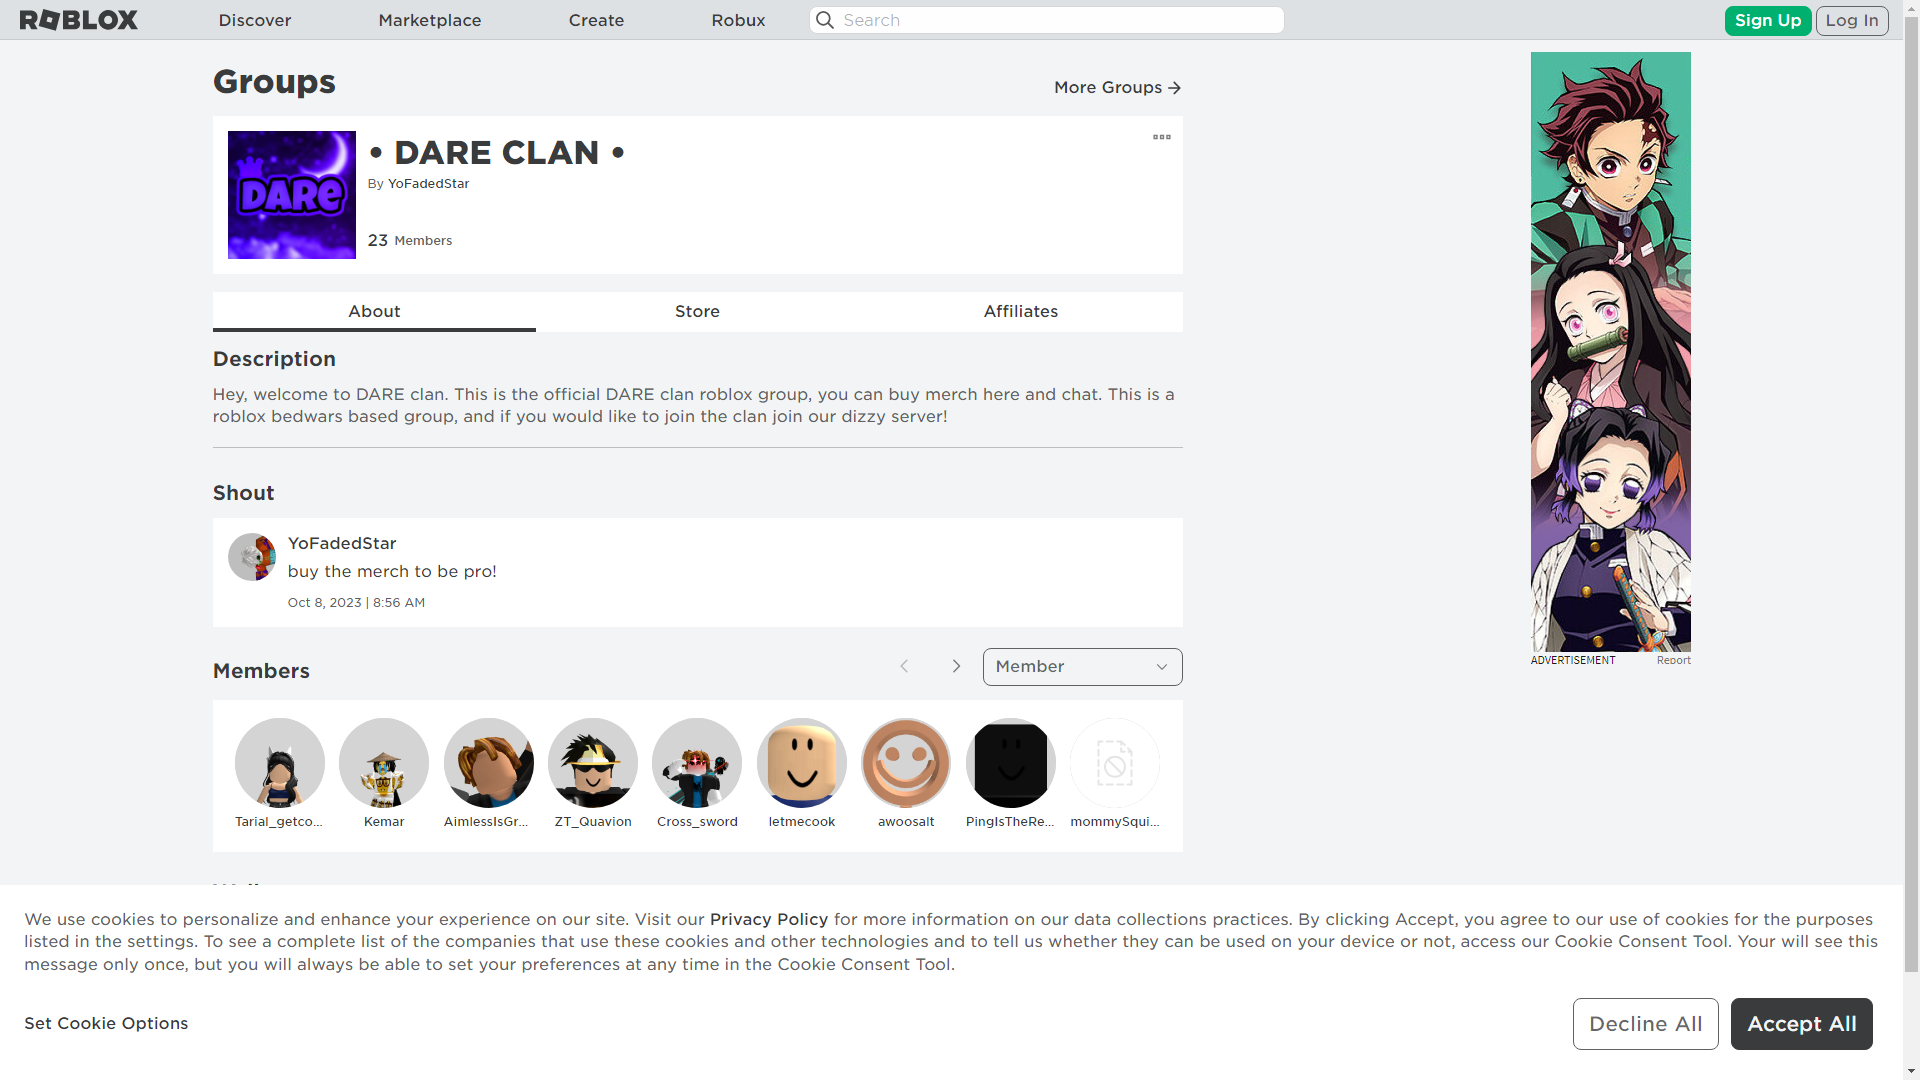 ROBLOX Discover Marketplace Create Robux Search Sign Up Log In
Groups
More Groups
DARe
• DARE CLAN •
By YoFadedStar
23 Members
About Store Affiliates
Description
Hey, welcome to DARE clan. This is the official DARE clan roblox group, you can buy merch here and chat. This is a
roblox bedwars based group, and if you would like to join the clan join our dizzy server!
Shout
YoFadedStar
buy the merch to be pro!
Oct 8, 2023 | 8:56 AM
Members
Member
Tarial_getco... Kemar AimlessIsGr... ZT_Quavion Cross_sword letmecook awoosalt PingIsTheRe... mommySqui...
ADVERTISEMENT Report
We use cookies to personalize and enhance your experience on our site. Visit our Privacy Policy for more information on our data collections practices. By clicking Accept, you agree to our use of cookies for the purposes
listed in the settings. To see a complete list of the companies that use these cookies and other technologies and to tell us whether they can be used on your device or not, access our Cookie Consent Tool. Your will see this
message only once, but you will always be able to set your preferences at any time in the Cookie Consent Tool.
Set Cookie Options
Decline All
Accept All